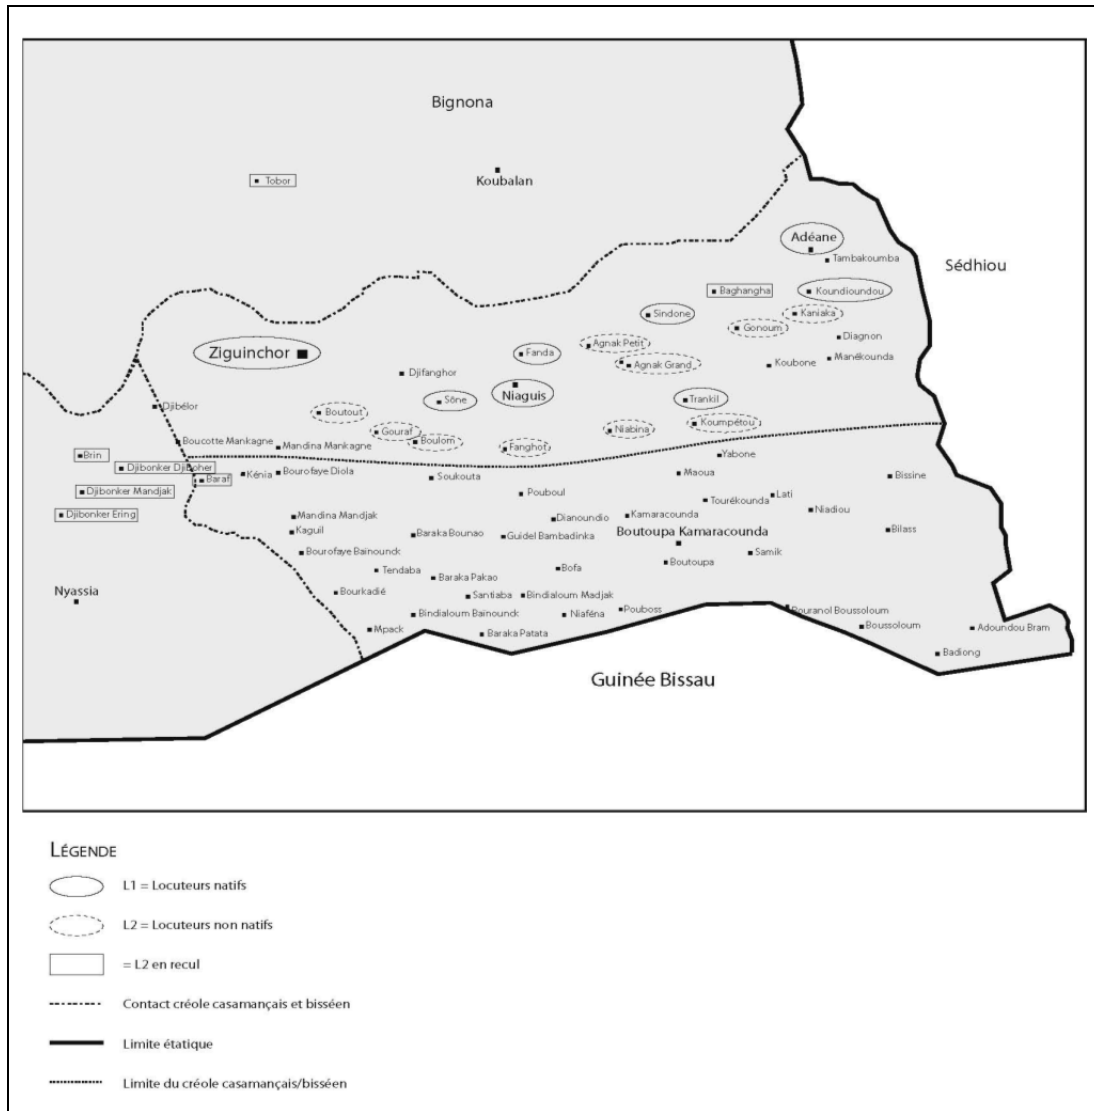 Bignona
Tobor
Koubalan
Adéane
Tambakoumba
Sédhiou
Baghangha
Koundioundou
Sindone
Kaniaka
Gonoum
Diagnon
Agnak Petit
Ziguinchor
Fanda
Agnak Grand
Koubone
Manékounda
Djifanghor
Niaguis
Sône
Trankil
Djibélor
Boutout
Gouraf
Boulom
Niabina
Koumpétou
Boucotte Mankagne
Mandina Mankagne
Fanghot
Brin
Yabone
Djibonker Djiboher
Baraf
Kénia
Bourofaye Diola
Soukouta
Maoua
Bissine
Djibonker Mandjak
Pouboul
Tourékounda
Lati
Niadiou
Djibonker Ering
Mandina Mandjak
Dianoundio
Kamaracounda
Kaguil
Baraka Bounao
Guidel Bambadinka
Boutoupa Kamaracounda
Bilass
Bourofaye Bainounck
Samik
Tendaba
Bofa
Boutoupa
Baraka Pakao
Nyassia
Bourkadié
Santiaba
Bindialoum Madjak
Bindialoum Bainounck
Niaféna
Pouboss
Bouranol Boussoloum
Mpack
Baraka Patata
Boussoloum
Adoundou Bram
Badiong
Guinée Bissau
LÉGENDE
L1 = Locuteurs natifs
L2 = Locuteurs non natifs
= L2 en recul
Contact créole casamançais et bisséen
Limite étatique
Limite du créole casamançais/bisséen